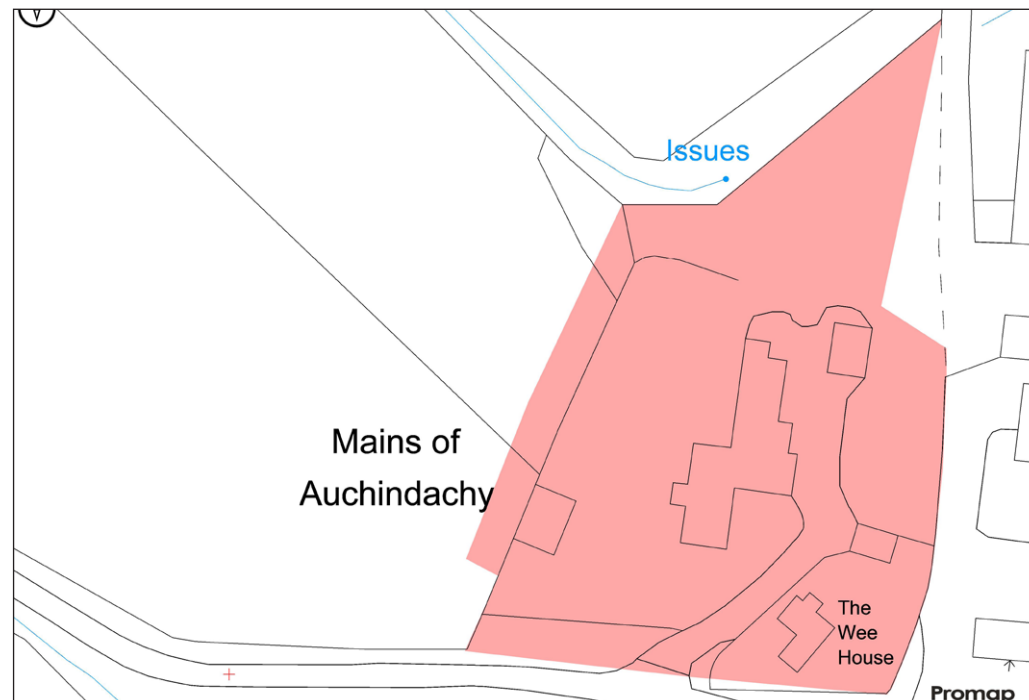 Issues
Mains of
Auchindachy
The
Wee
House
Promap